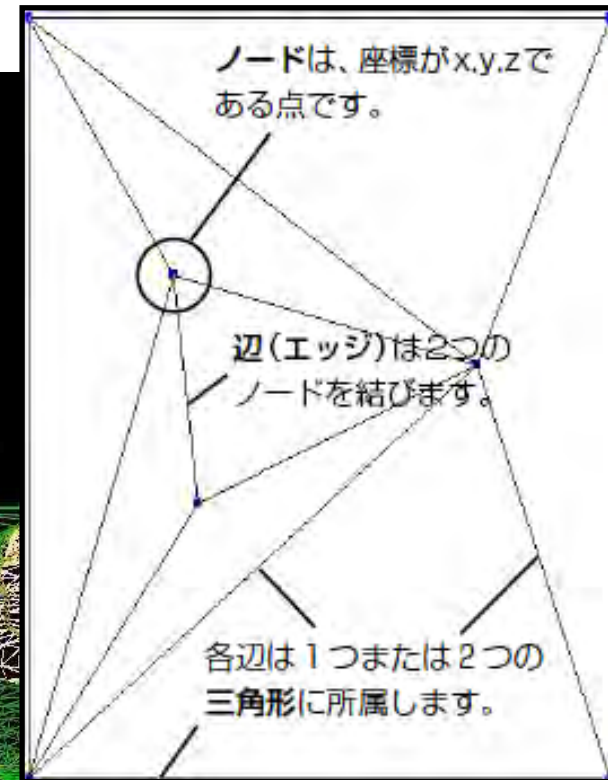 ノードは、座標がx,y,zで
ある点です。
辺（エッジ）は2つの
ノードを結びます。
各辺は1つまたは2つの
三角形に所属します。